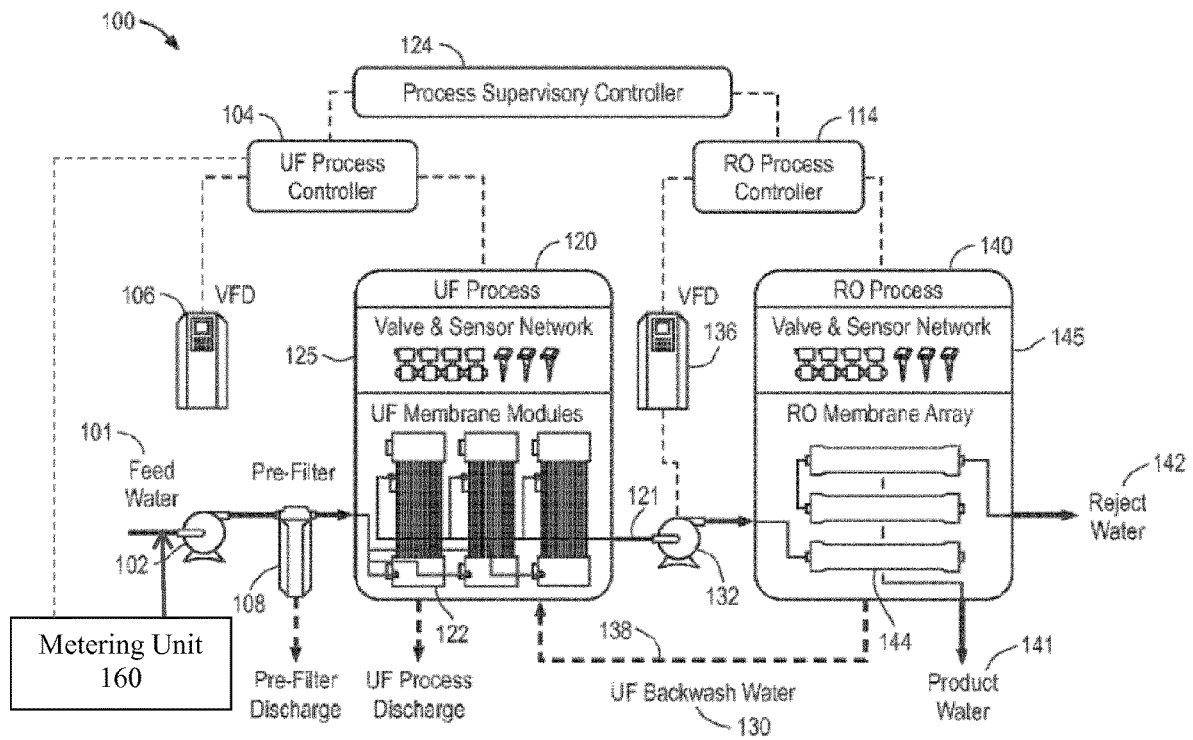 100
124
Process Supervisory Controller
104
UF Process
Controller
114
RO Process
Controller
120
140
106
VFD
UF Process
VFD
RO Process
Valve & Sensor Network
136
Valve & Sensor Network
125
145
UF Membrane Modules
RO Membrane Array
101
Feed
Water
Pre-Filter
142
Reject
Water
121
102
108
122
132
144
Metering Unit
160
138
141
Pre-Filter
Discharge
UF Process
Discharge
UF Backwash Water
130
Product
Water